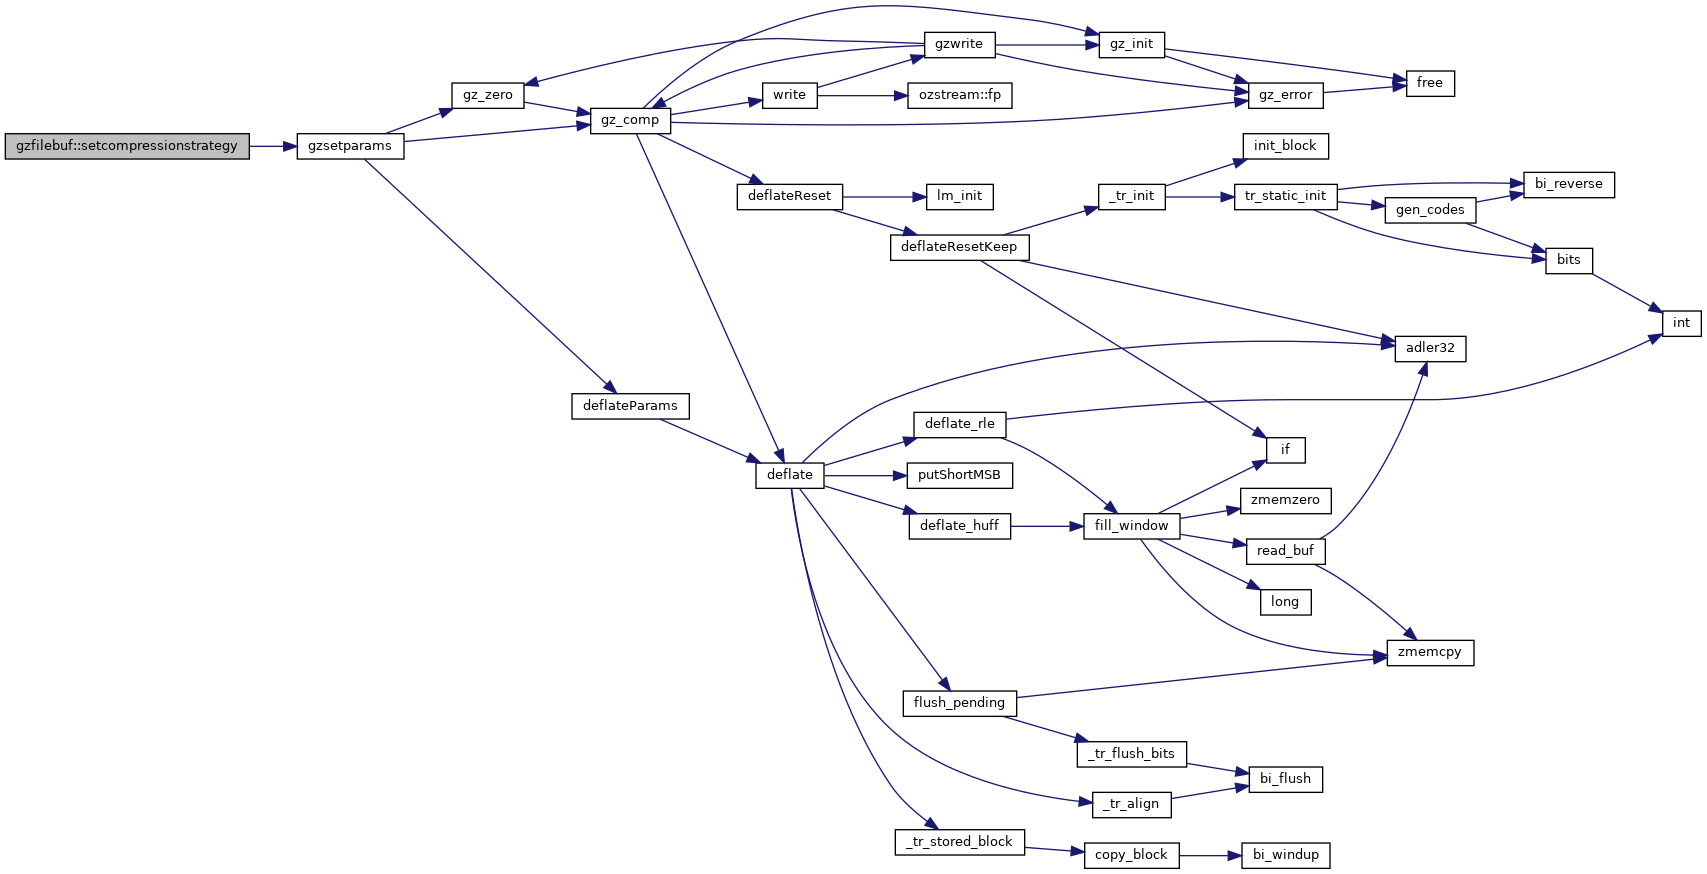 gzfilebuf::setcompressionstrategy
gzsetparams
gz_zero
gz_comp
gzwrite
write
ozstream::fp
gz_init
gz_error
free
deflateReset
lm_init
deflateResetKeep
_tr_init
init_block
tr_static_init
gen_codes
bi_reverse
bits
int
adler32
deflateParams
deflate
deflate_rle
putShortMSB
deflate_huff
fill_window
if
zmemzero
read_buf
long
zmemcpy
flush_pending
_tr_flush_bits
bi_flush
_tr_align
_tr_stored_block
copy_block
bi_windup